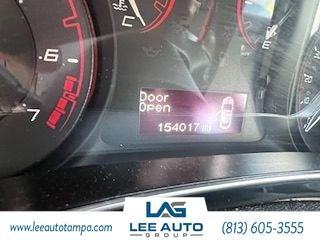 C
.6
7
Door
Open
154017 mi
LAG
LEE AUTO
GROUP
www.leeautotampa.com
(813) 605-3555